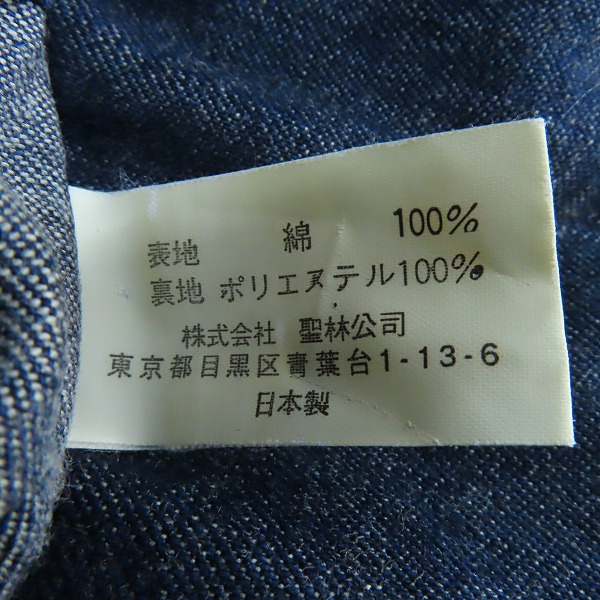 表地 綿 100%
裏地 ポリエステル100%
株式会社 聖林公司
東京都目黒区青葉台1-13-6
日本製